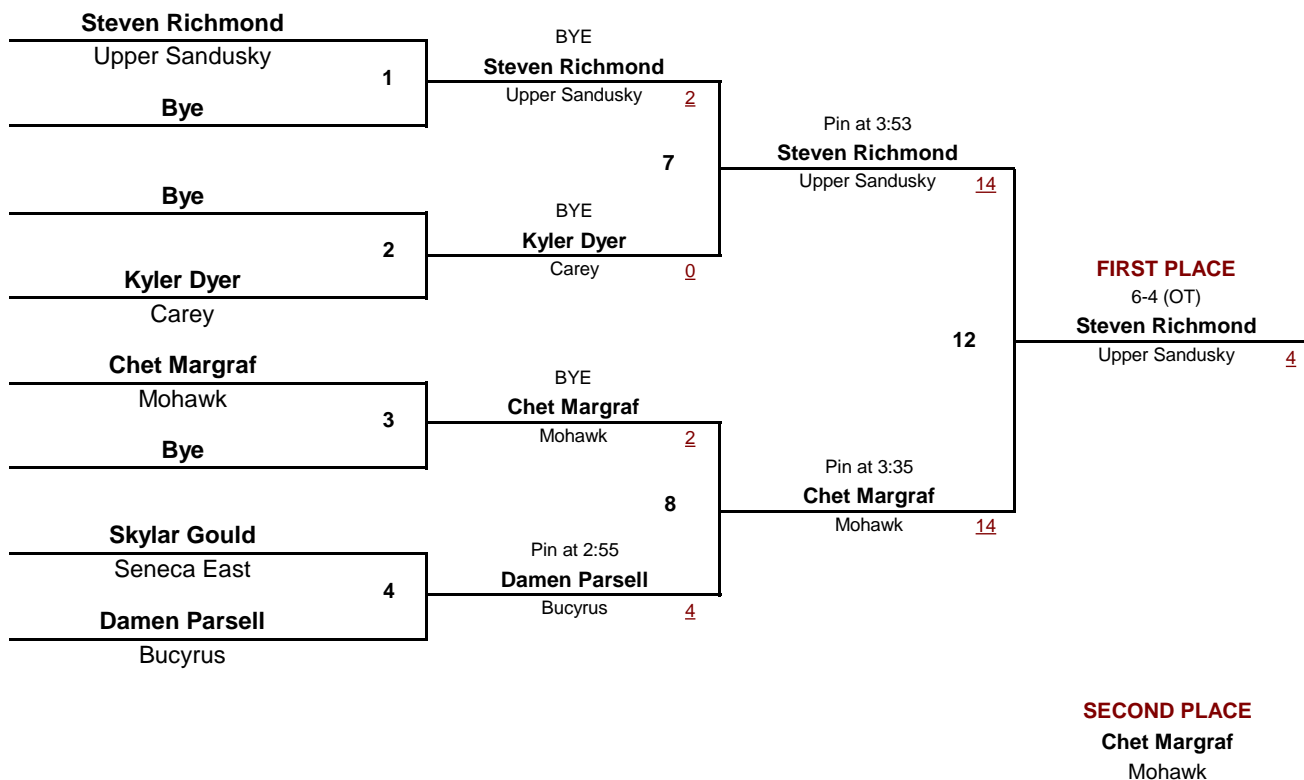 Steven Richmond
Upper Sandusky
1
Bye
Bye
2
Kyler Dyer
Carey
Chet Margraf
Mohawk
3
Bye
Skylar Gould
Seneca East
4
Damen Parsell
Bucyrus
BYE
Steven Richmond
Upper Sandusky 2
7
BYE
Kyler Dyer
Carey 0
BYE
Chet Margraf
Mohawk 2
8
Pin at 2:55
Damen Parsell
Bucyrus 4
Pin at 3:53
Steven Richmond
Upper Sandusky 14
12
Pin at 3:35
Chet Margraf
Mohawk 14
FIRST PLACE
6-4 (OT)
Steven Richmond
Upper Sandusky 4
SECOND PLACE
Chet Margraf
Mohawk